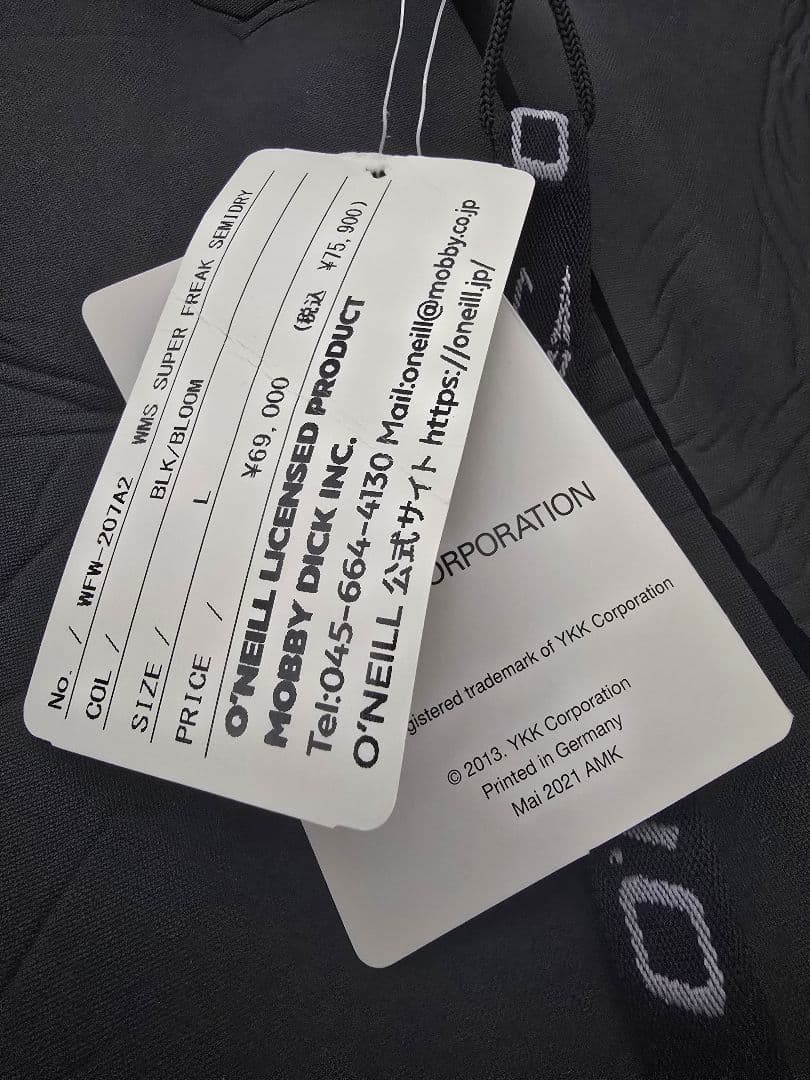 No. / WFW-207A2 WMS SUPER FREAK SEMIDRY
COL / BLK/BLOOM
SIZE / L
PRICE / ¥69,000 (税込 ¥75,900)
O'NEILL LICENSED PRODUCT
MOBBY DICK INC.
Tel:045-664-4130 Mail:oneill@mobby.co.jp
O'NEILL 公式サイト https://oneill.jp/
ORPORATION
gistered trademark of YKK Corporation
© 2013. YKK Corporation
Printed in Germany
Mai 2021 AMK